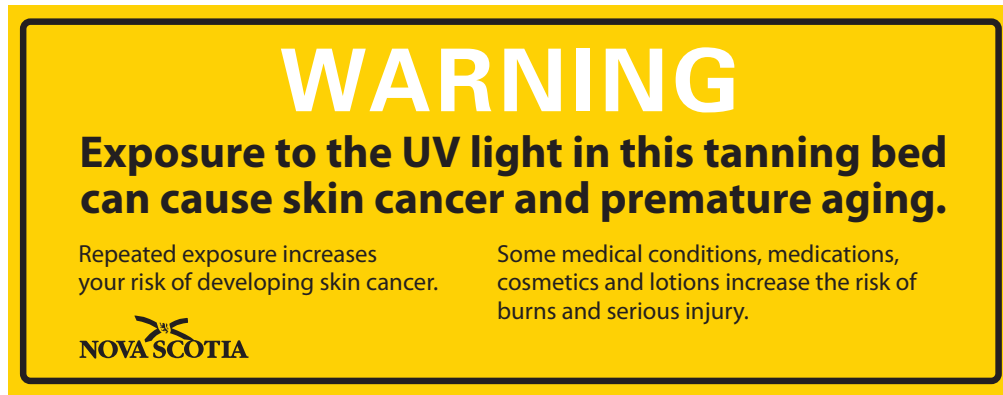 WARNING
Exposure to the UV light in this tanning bed
can cause skin cancer and premature aging.
Repeated exposure increases
your risk of developing skin cancer.
Some medical conditions, medications,
cosmetics and lotions increase the risk of
burns and serious injury.
NOVA SCOTIA